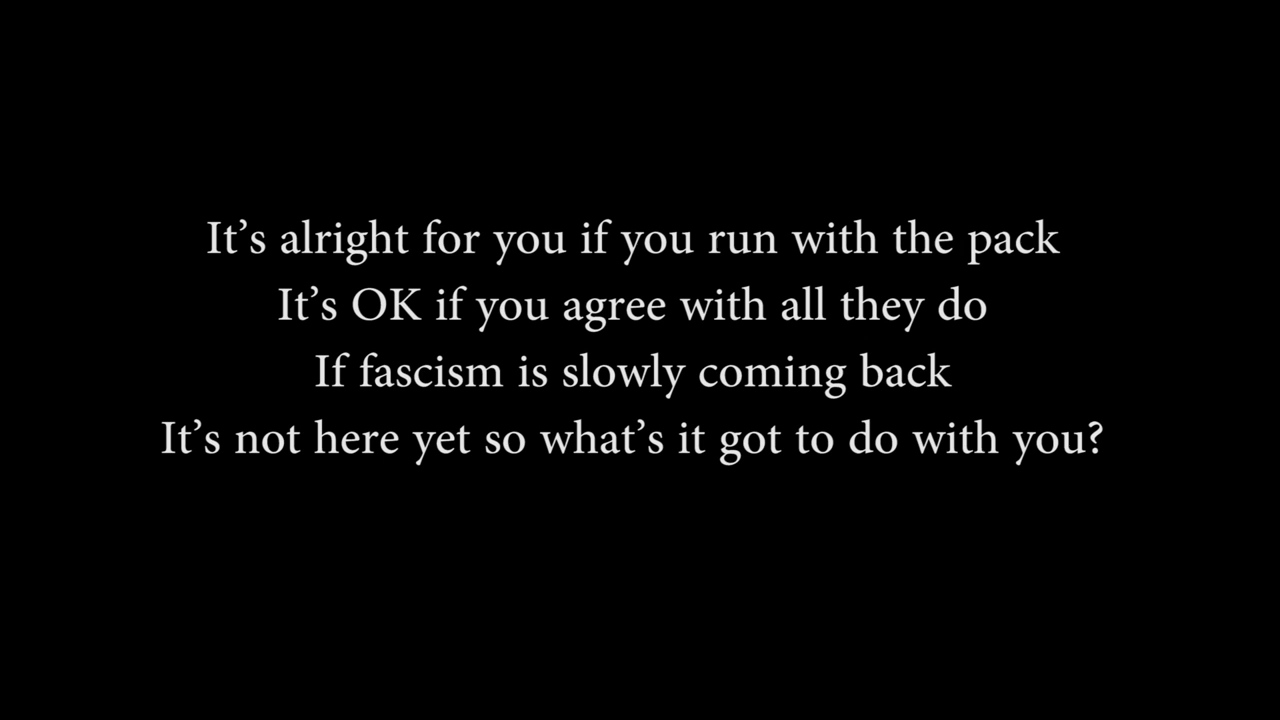 It’s alright for you if you run with the pack
It’s OK if you agree with all they do
If fascism is slowly coming back
It’s not here yet so what’s it got to do with you?